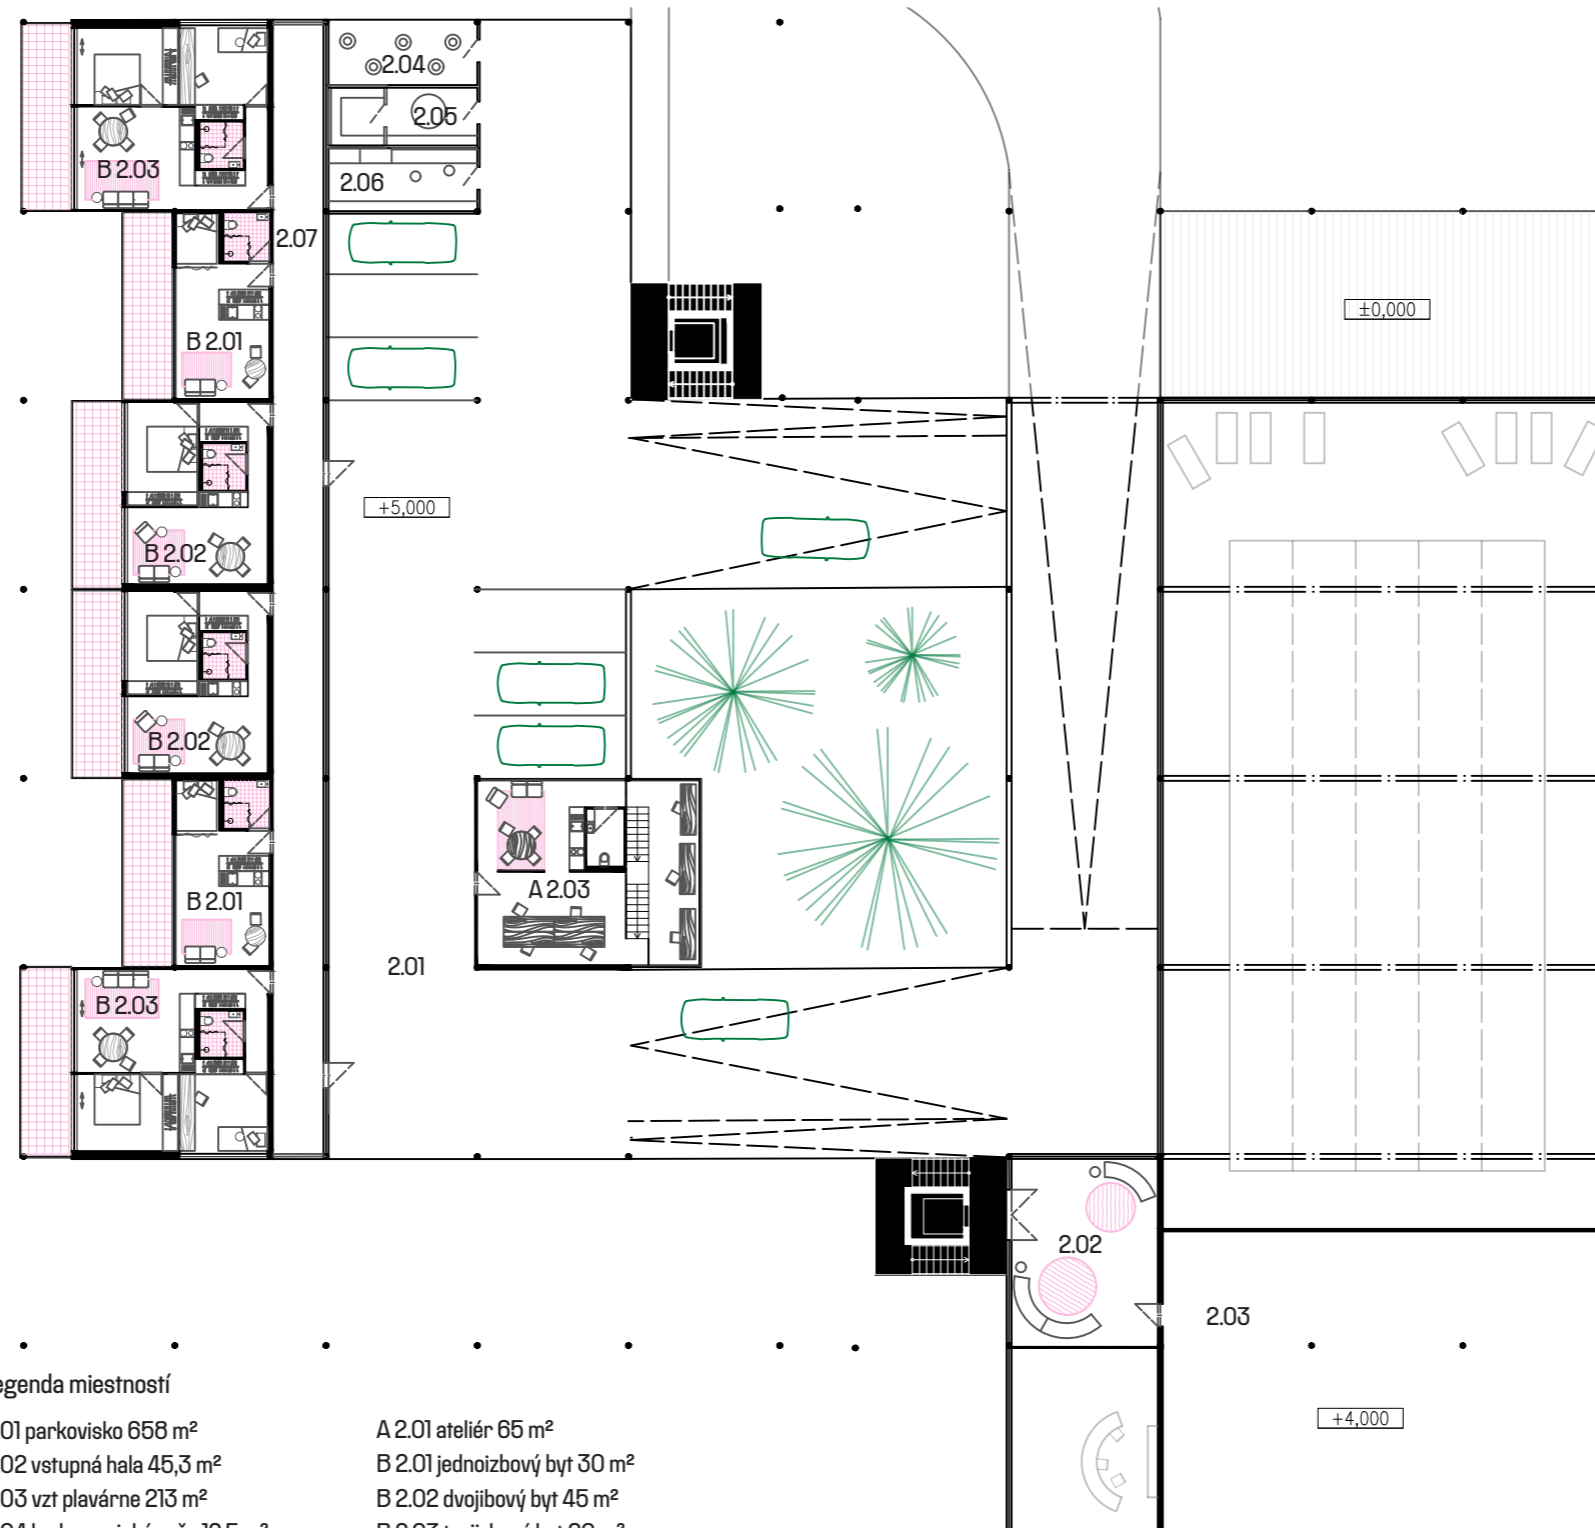 2.04
2.05
B 2.03
2.06
2.07
±0,000
B 2.01
+5,000
B 2.02
B 2.02
A 2.03
B 2.01
2.01
B 2.03
2.02
2.03
egenda miestností
+4,000
01 parkovisko 658 m²
A 2.01 ateliér 65 m²
02 vstupná hala 45,3 m²
B 2.01 jednoizbový byt 30 m²
03 vzt plavárne 213 m²
B 2.02 dvojibový byt 45 m²